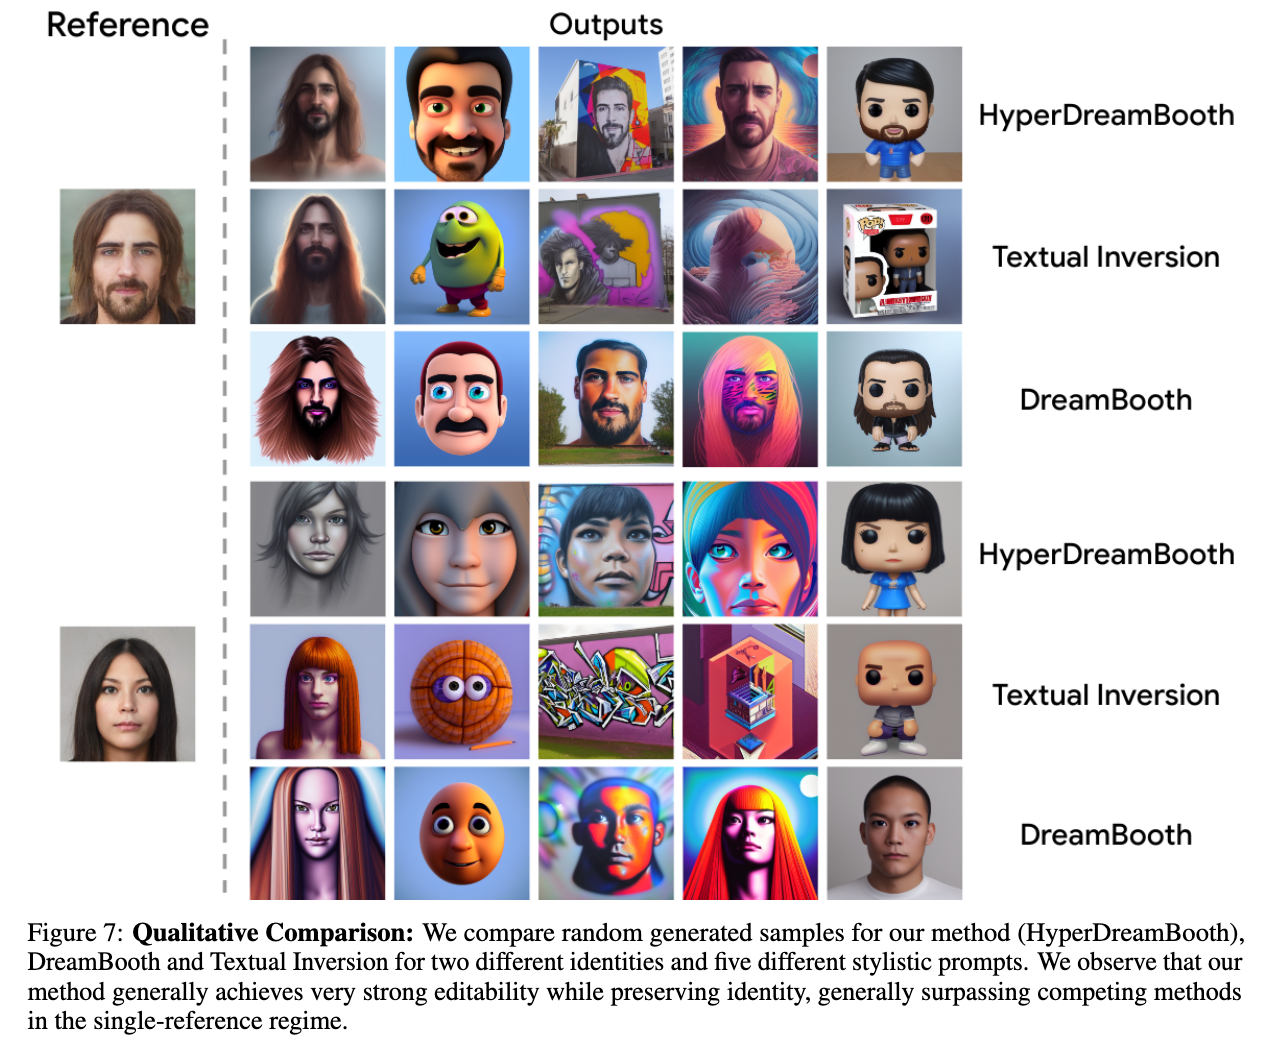 Reference
Outputs
HyperDreamBooth
Textual Inversion
POP!
DreamBooth
HyperDreamBooth
Textual Inversion
DreamBooth
Figure 7: Qualitative Comparison: We compare random generated samples for our method (HyperDreamBooth),
DreamBooth and Textual Inversion for two different identities and five different stylistic prompts. We observe that our
method generally achieves very strong editability while preserving identity, generally surpassing competing methods
in the single-reference regime.